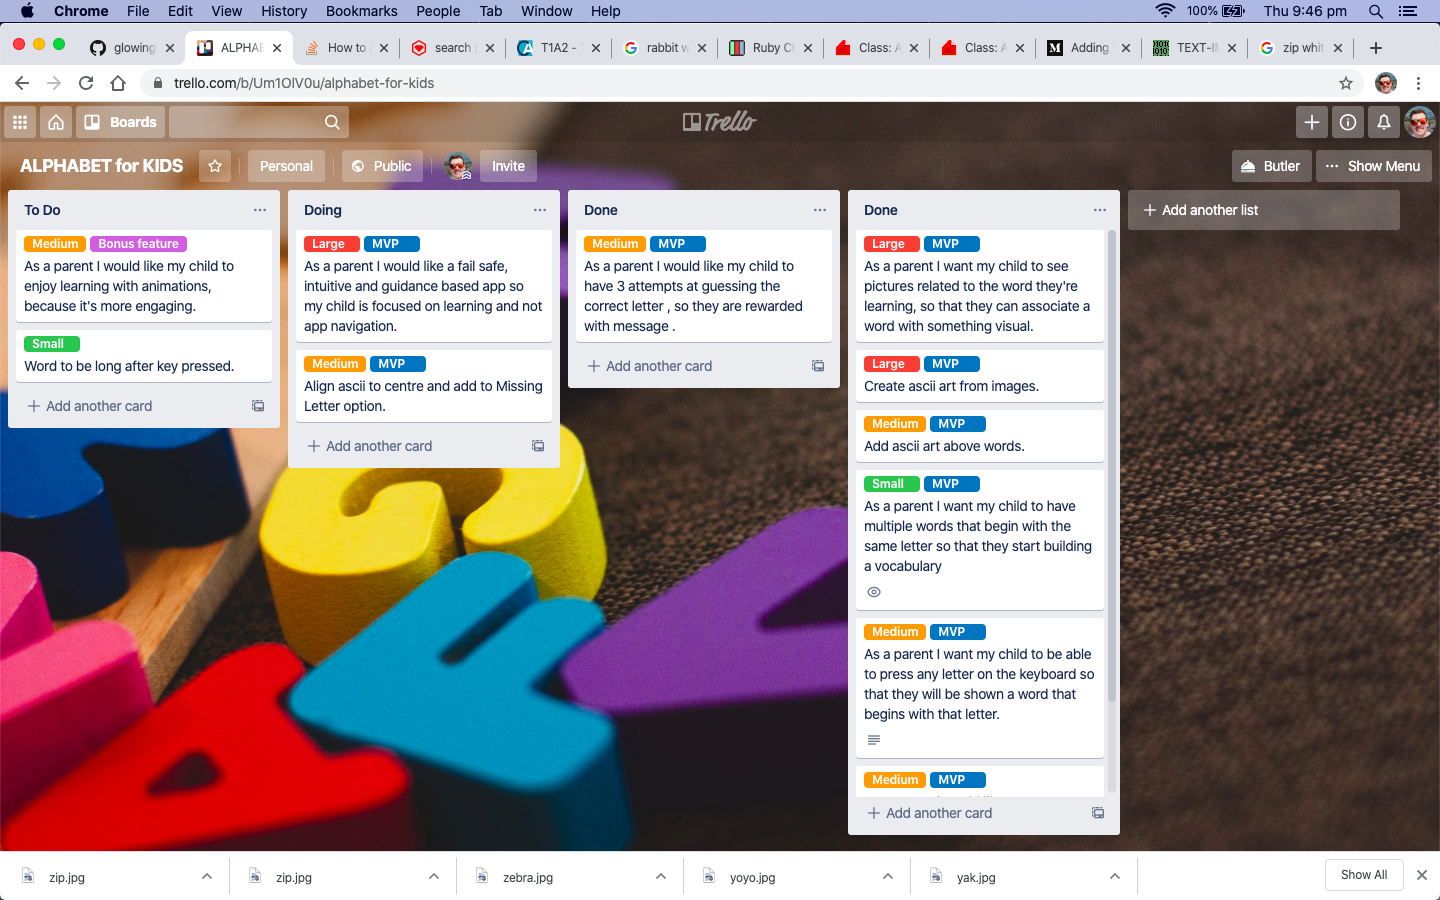 Chrome File Edit View History Bookmarks People Tab Window Help 100% Thu 9:46 pm
glowing ALPHABE How to search T1A2 - T rabbit w Ruby Cl Class: A Class: A Adding TEXT-IM zip whit
trello.com/b/Um1OlV0u/alphabet-for-kids
Boards Trello
ALPHABET for KIDS Personal Public Invite Butler Show Menu
To Do
Medium Bonus feature
As a parent I would like my child to
enjoy learning with animations,
because it's more engaging.
Small
Word to be long after key pressed.
Add another card
Doing
Large MVP
As a parent I would like a fail safe,
intuitive and guidance based app so
my child is focused on learning and not
app navigation.
Medium MVP
Align ascii to centre and add to Missing
Letter option.
Add another card
Done
Medium MVP
As a parent I would like my child to
have 3 attempts at guessing the
correct letter , so they are rewarded
with message .
Add another card
Done
Large MVP
As a parent I want my child to see
pictures related to the word they're
learning, so that they can associate a
word with something visual.
Large MVP
Create ascii art from images.
Medium MVP
Add ascii art above words.
Small MVP
As a parent I want my child to have
multiple words that begin with the
same letter so that they start building
a vocabulary
Medium MVP
As a parent I want my child to be able
to press any letter on the keyboard so
that they will be shown a word that
begins with that letter.
Medium MVP
Add another card
Add another list
zip.jpg zip.jpg zebra.jpg yoyo.jpg yak.jpg Show All